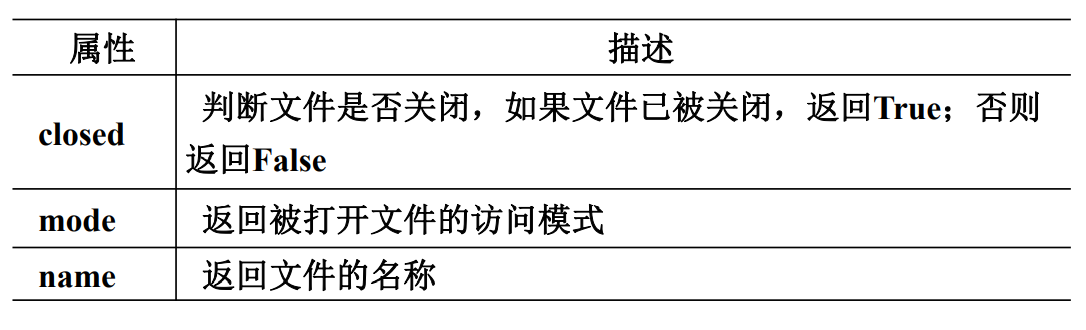 属性 描述
closed 判断文件是否关闭，如果文件已被关闭，返回True；否则
返回False
mode 返回被打开文件的访问模式
name 返回文件的名称